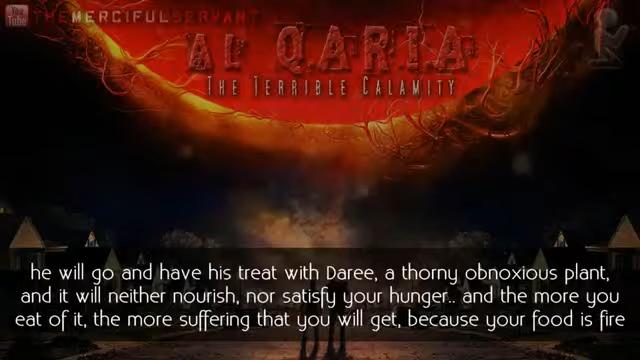 You Tube THEMERCIFULSERVANT
AL QARIA
THE TERRIBLE CALAMITY
he will go and have his treat with Daree, a thorny obnoxious plant,
and it will neither nourish, nor satisfy your hunger.. and the more you
eat of it, the more suffering that you will get, because your food is fire